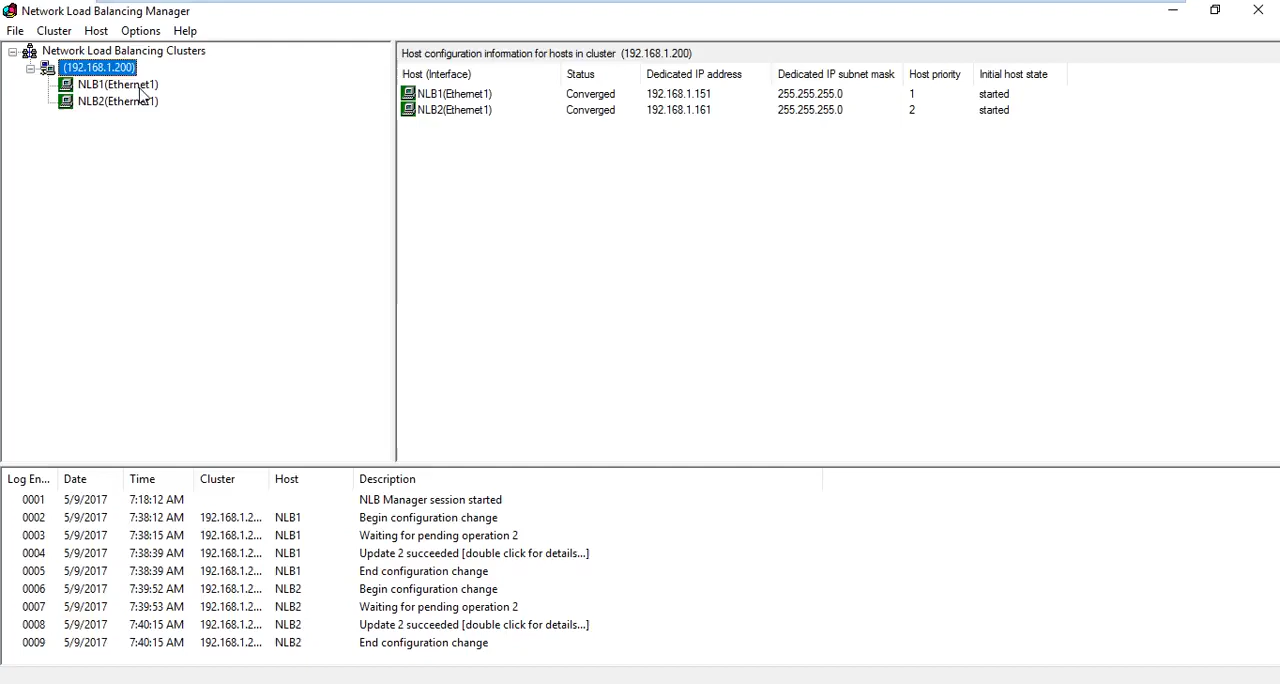 Network Load Balancing Manager
File Cluster Host Options Help
Network Load Balancing Clusters
(192.168.1.200)
NLB1(Ethernet1)
NLB2(Ethernet1)
Host configuration information for hosts in cluster (192.168.1.200)
Host (Interface) Status Dedicated IP address Dedicated IP subnet mask Host priority Initial host state
NLB1(Ethernet1) Converged 192.168.1.151 255.255.255.0 1 started
NLB2(Ethernet1) Converged 192.168.1.161 255.255.255.0 2 started
Log En... Date Time Cluster Host Description
0001 5/9/2017 7:18:12 AM NLB Manager session started
0002 5/9/2017 7:38:12 AM 192.168.1.2... NLB1 Begin configuration change
0003 5/9/2017 7:38:15 AM 192.168.1.2... NLB1 Waiting for pending operation 2
0004 5/9/2017 7:38:39 AM 192.168.1.2... NLB1 Update 2 succeeded [double click for details...]
0005 5/9/2017 7:38:39 AM 192.168.1.2... NLB1 End configuration change
0006 5/9/2017 7:39:52 AM 192.168.1.2... NLB2 Begin configuration change
0007 5/9/2017 7:39:53 AM 192.168.1.2... NLB2 Waiting for pending operation 2
0008 5/9/2017 7:40:15 AM 192.168.1.2... NLB2 Update 2 succeeded [double click for details...]
0009 5/9/2017 7:40:15 AM 192.168.1.2... NLB2 End configuration change